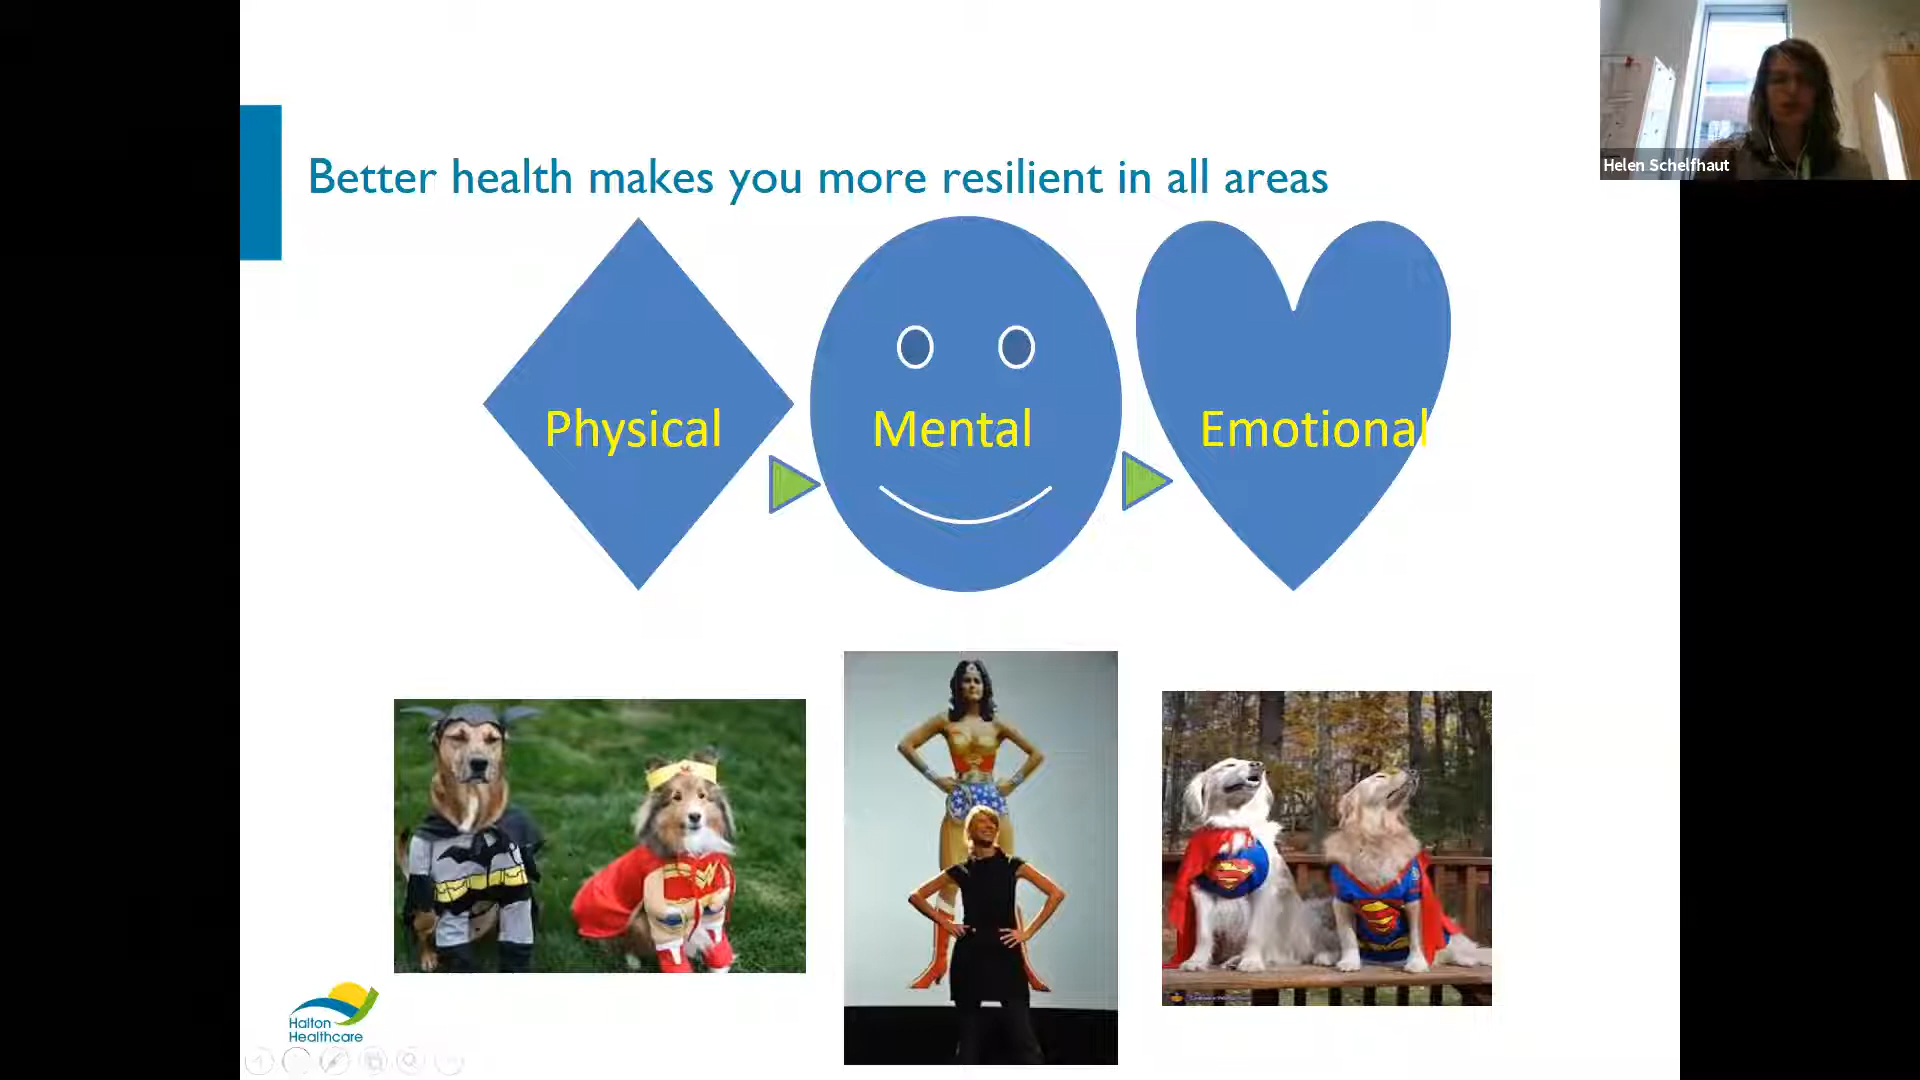 Better health makes you more resilient in all areas
Helen Schelfhaut
Physical
Mental
Emotional
Halton
Healthcare